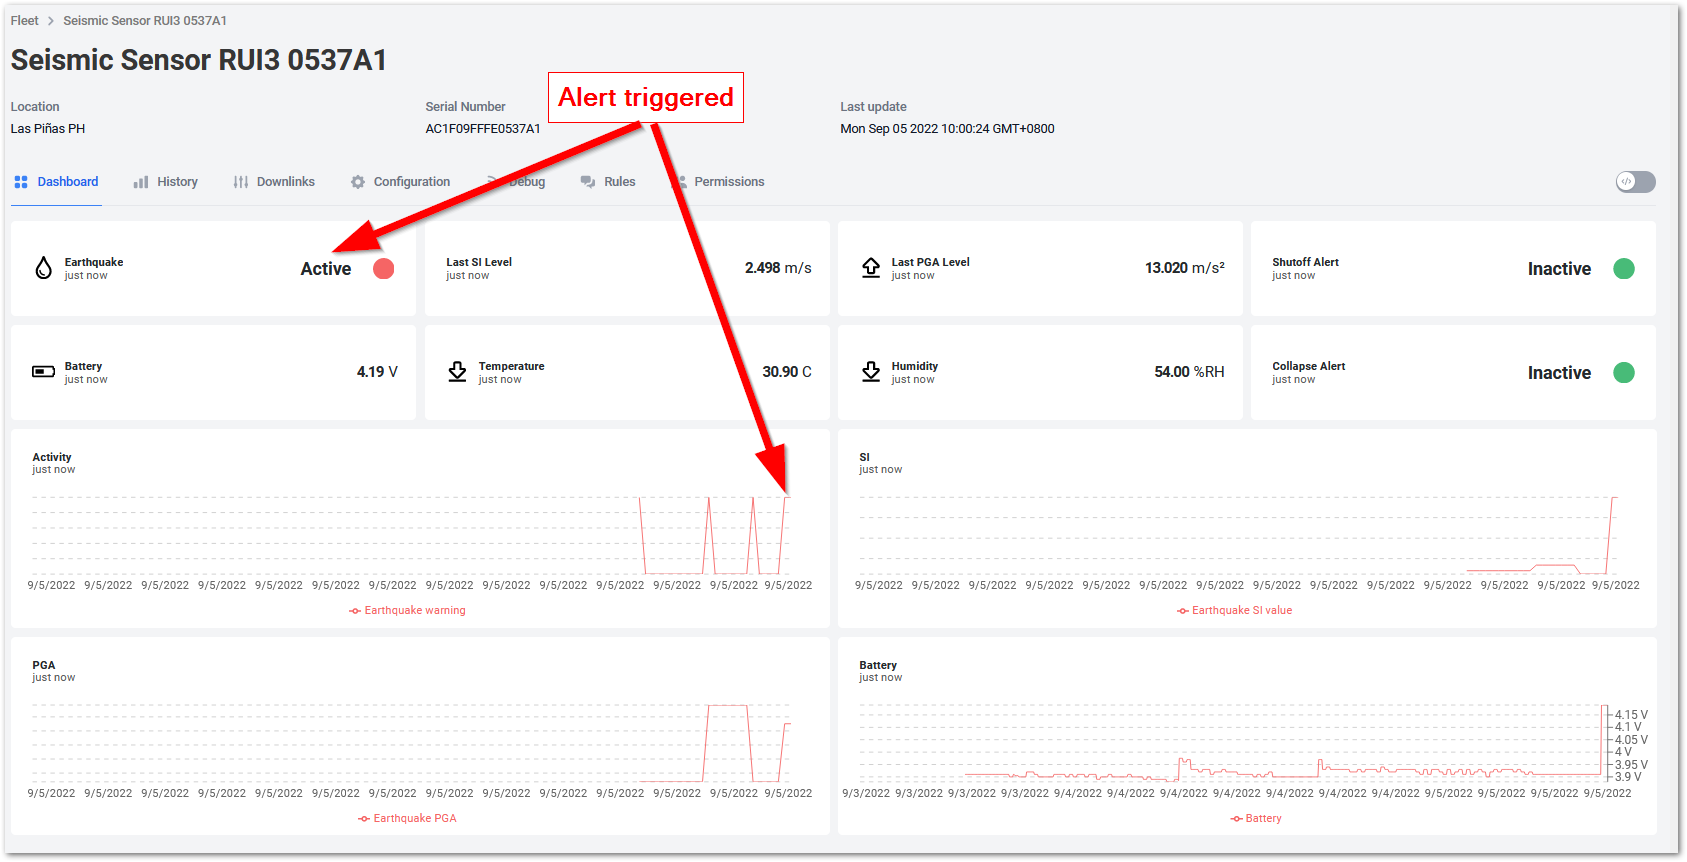 Fleet > Seismic Sensor RUI3 0537A1
Seismic Sensor RUI3 0537A1
Alert triggered
Location
Serial Number
Last update
Las Piñas PH
AC1F09FFFE0537A1
Mon Sep 05 2022 10:00:24 GMT+0800
Dashboard History Downlinks Configuration Debug Rules Permissions
</>
Earthquake
just now
Active
Last SI Level
just now
2.498 m/s
Last PGA Level
just now
13.020 m/s²
Shutoff Alert
just now
Inactive
Battery
just now
4.19 V
Temperature
just now
30.90 C
Humidity
just now
54.00 %RH
Collapse Alert
just now
Inactive
Activity
just now
9/5/2022 9/5/2022 9/5/2022 9/5/2022 9/5/2022 9/5/2022 9/5/2022 9/5/2022 9/5/2022 9/5/2022 9/5/2022 9/5/2022 9/5/2022 9/5/2022
Earthquake warning
SI
just now
9/5/2022 9/5/2022 9/5/2022 9/5/2022 9/5/2022 9/5/2022 9/5/2022 9/5/2022 9/5/2022 9/5/2022 9/5/2022 9/5/2022 9/5/2022 9/5/2022
Earthquake SI value
PGA
just now
9/5/2022 9/5/2022 9/5/2022 9/5/2022 9/5/2022 9/5/2022 9/5/2022 9/5/2022 9/5/2022 9/5/2022 9/5/2022 9/5/2022 9/5/2022 9/5/2022
Earthquake PGA
Battery
just now
4.15 V
4.1 V
4.05 V
4 V
3.95 V
3.9 V
9/3/2022 9/3/2022 9/3/2022 9/3/2022 9/4/2022 9/4/2022 9/4/2022 9/4/2022 9/4/2022 9/4/2022 9/4/2022 9/5/2022 9/5/2022 9/5/2022 9/5/2022
Battery